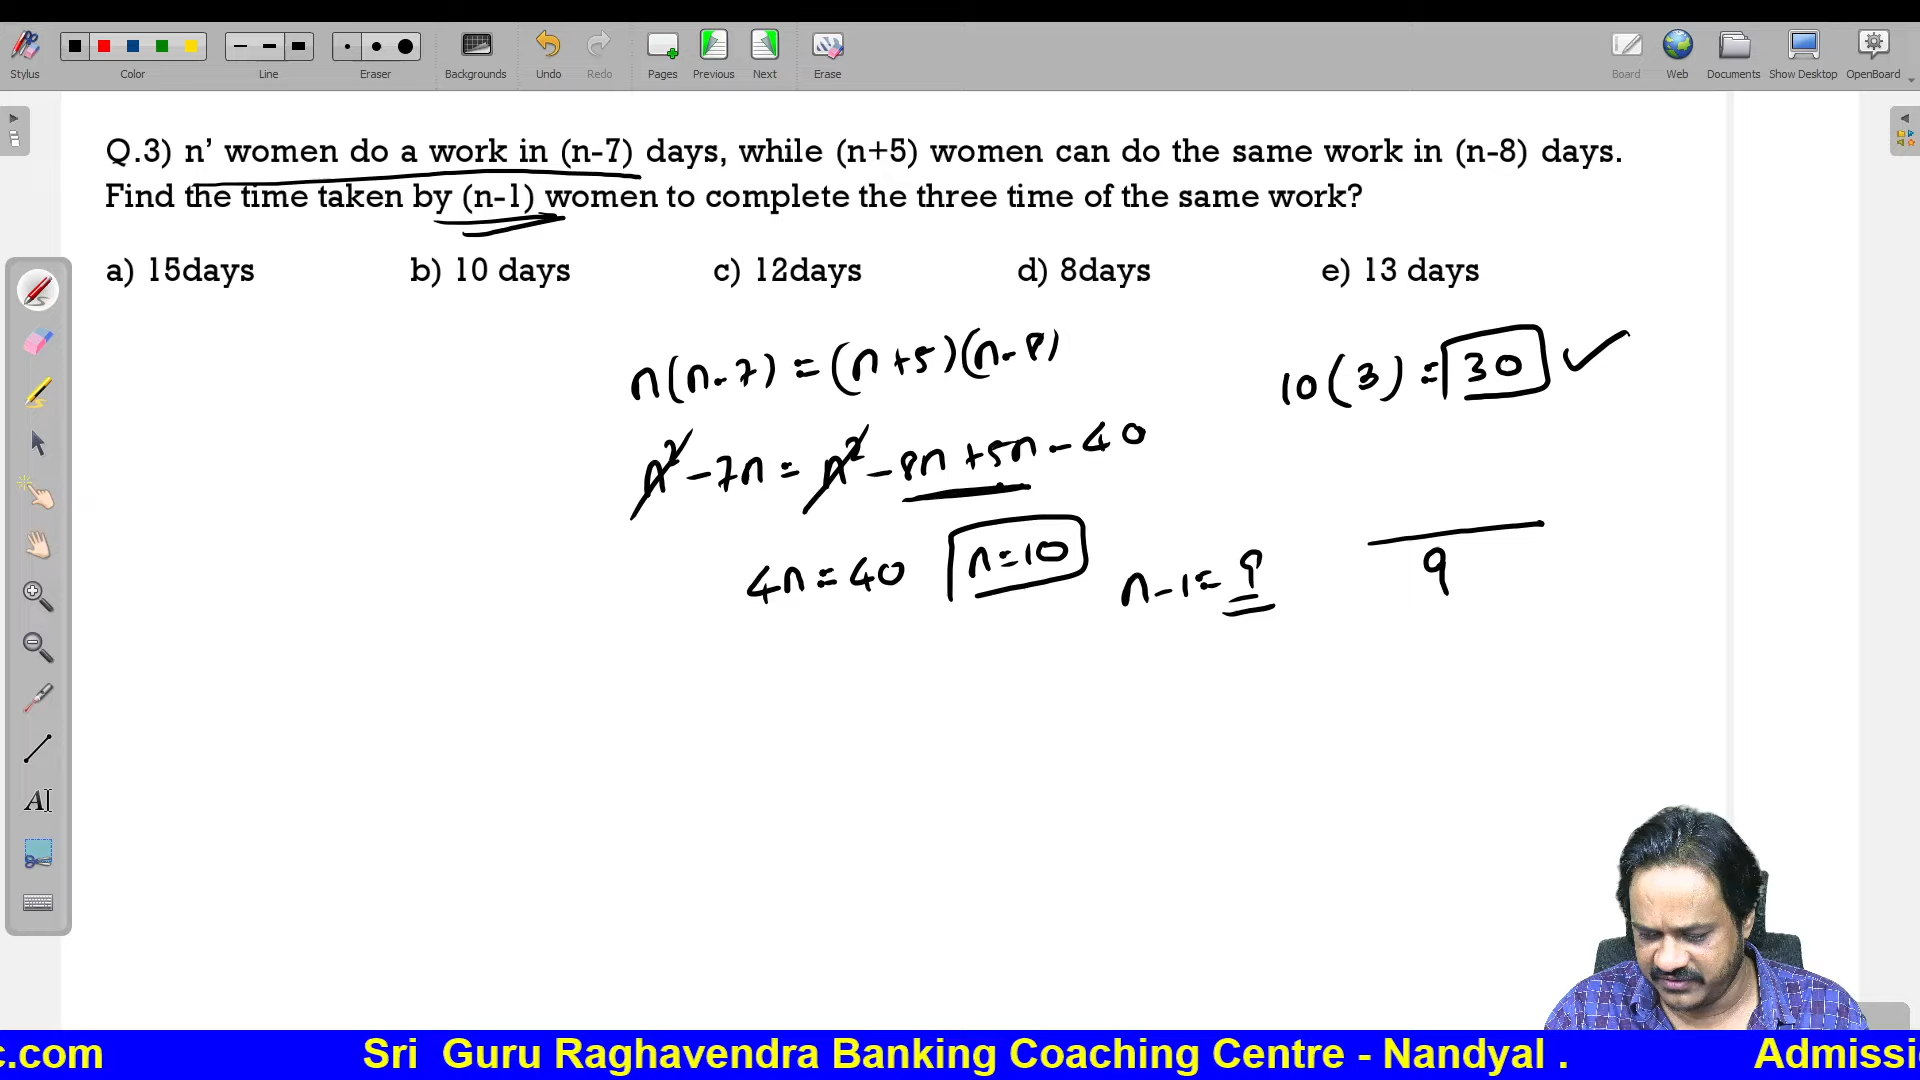 Stylus
Color
Line
Eraser
Backgrounds
Undo
Redo
Pages
Previous
Next
Erase
Board
Web
Documents
Show Desktop
OpenBoard
Q.3) n’ women do a work in (n-7) days, while (n+5) women can do the same work in (n-8) days.
Find the time taken by (n-1) women to complete the three time of the same work?
a) 15days b) 10 days c) 12days d) 8days e) 13 days
n(n-7) = (n+5)(n-8)
10(3) = 30 ✓
n²-7n = n²-8n+5n-40
4n=40 n=10 n-1=9
9
c.com Sri Guru Raghavendra Banking Coaching Centre - Nandyal . Admissi